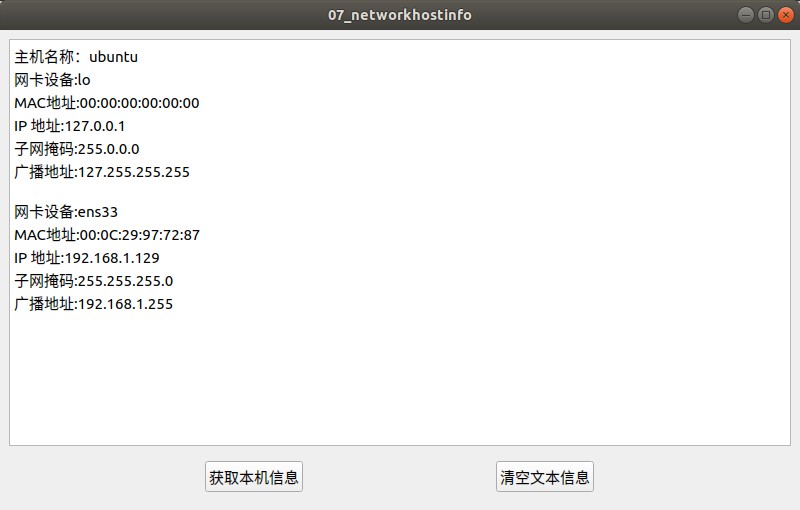 07_networkhostinfo
主机名称：ubuntu
网卡设备:lo
MAC地址:00:00:00:00:00:00
IP 地址:127.0.0.1
子网掩码:255.0.0.0
广播地址:127.255.255.255
网卡设备:ens33
MAC地址:00:0C:29:97:72:87
IP 地址:192.168.1.129
子网掩码:255.255.255.0
广播地址:192.168.1.255
获取本机信息 清空文本信息